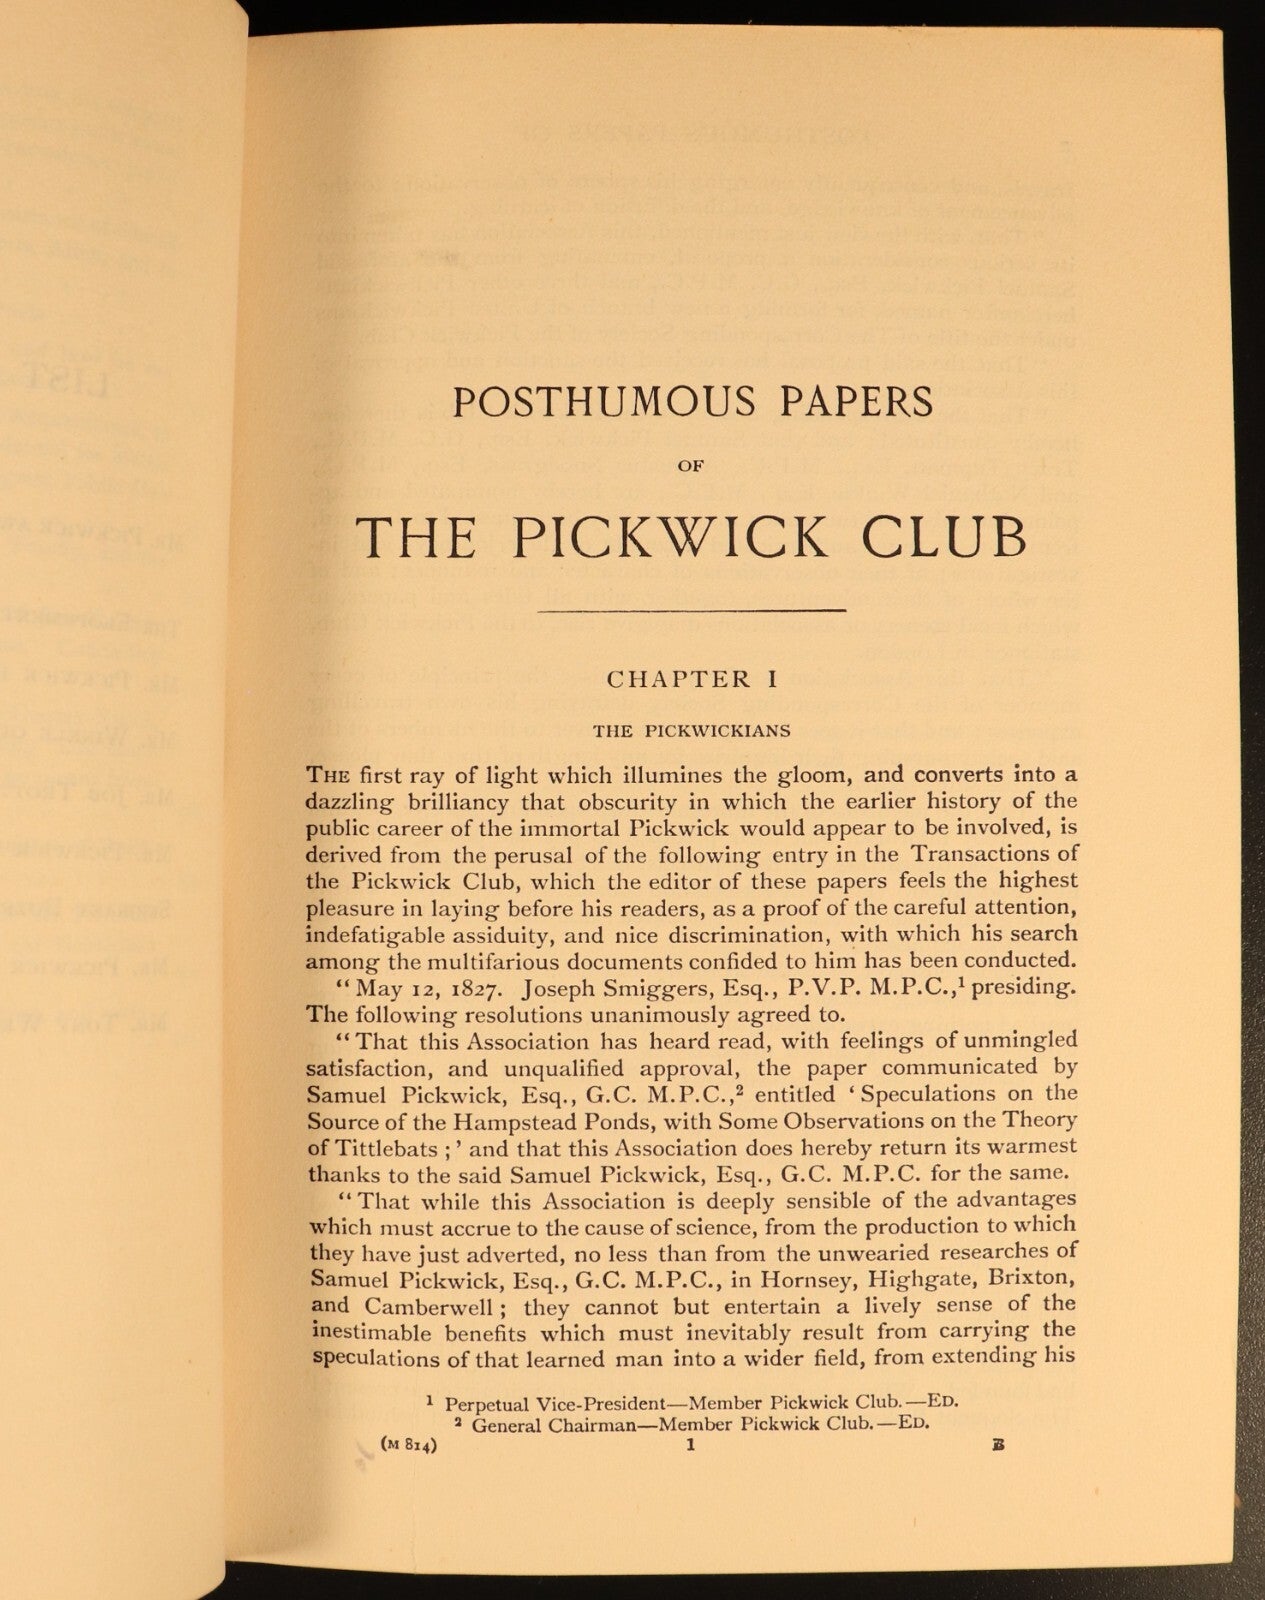 POSTHUMOUS PAPERS
OF
THE PICKWICK CLUB
CHAPTER I
THE PICKWICKIANS
THE first ray of light which illumines the gloom, and converts into a
dazzling brilliancy that obscurity in which the earlier history of the
public career of the immortal Pickwick would appear to be involved, is
derived from the perusal of the following entry in the Transactions of
the Pickwick Club, which the editor of these papers feels the highest
pleasure in laying before his readers, as a proof of the careful attention,
indefatigable assiduity, and nice discrimination, with which his search
among the multifarious documents confided to him has been conducted.
“May 12, 1827. Joseph Smiggers, Esq., P.V.P. M.P.C.,¹ presiding.
The following resolutions unanimously agreed to.
“That this Association has heard read, with feelings of unmingled
satisfaction, and unqualified approval, the paper communicated by
Samuel Pickwick, Esq., G.C. M.P.C.,² entitled ‘Speculations on the
Source of the Hampstead Ponds, with Some Observations on the Theory
of Tittlebats ;’ and that this Association does hereby return its warmest
thanks to the said Samuel Pickwick, Esq., G.C. M.P.C. for the same.
“That while this Association is deeply sensible of the advantages
which must accrue to the cause of science, from the production to which
they have just adverted, no less than from the unwearied researches of
Samuel Pickwick, Esq., G.C. M.P.C., in Hornsey, Highgate, Brixton,
and Camberwell ; they cannot but entertain a lively sense of the
inestimable benefits which must inevitably result from carrying the
speculations of that learned man into a wider field, from extending his
¹ Perpetual Vice-President—Member Pickwick Club.—ED.
² General Chairman—Member Pickwick Club.—ED.
(M 814) 1 B